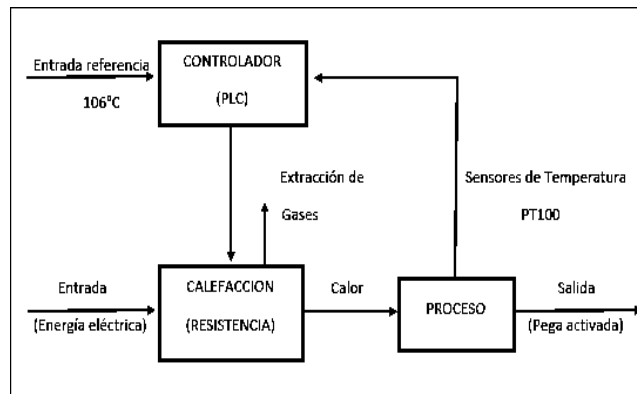 Entrada referencia
106°C
CONTROLADOR
(PLC)
Extracción de
Gases
Sensores de Temperatura
PT100
Entrada
(Energía eléctrica)
CALEFACCION
(RESISTENCIA)
Calor
PROCESO
Salida
(Pega activada)